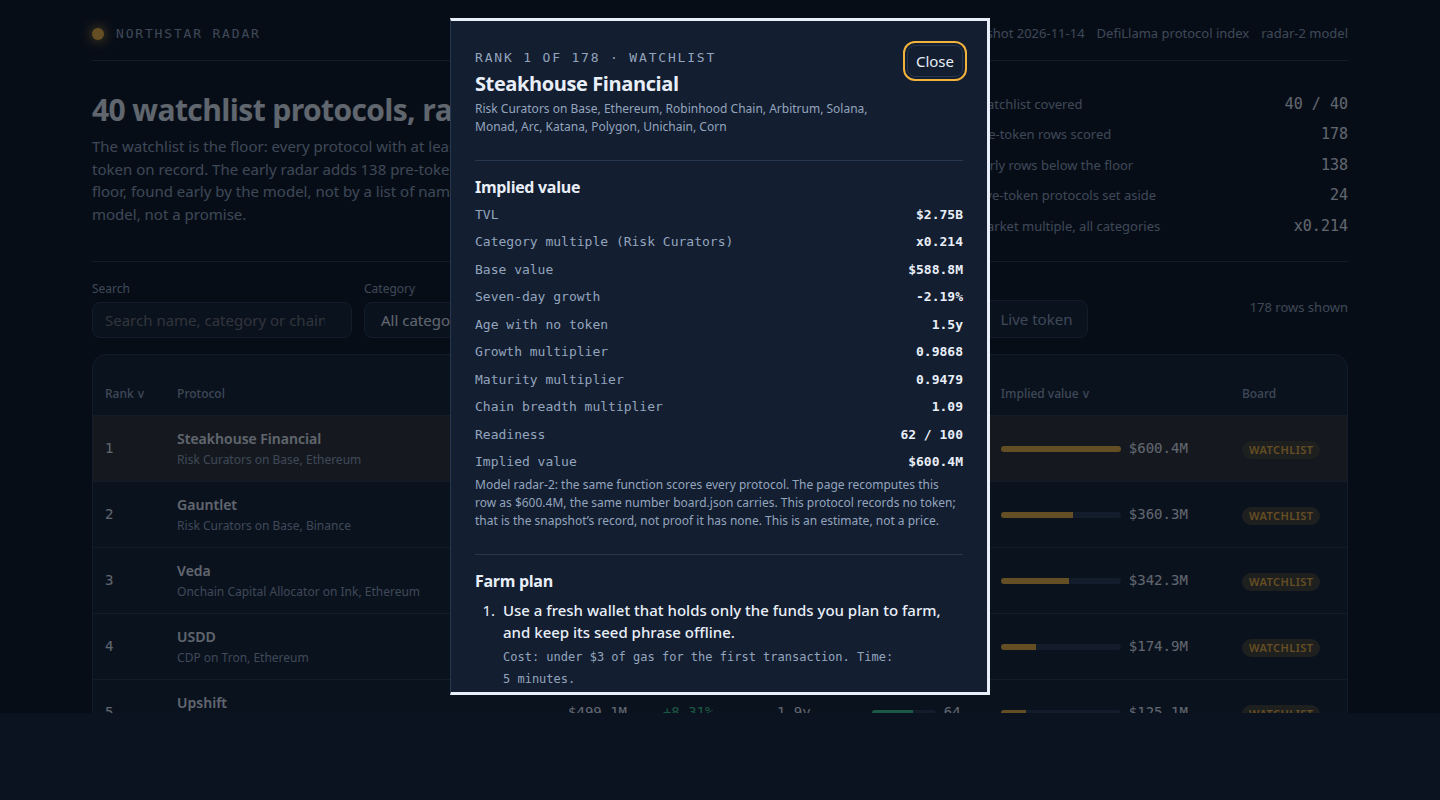 NORTHSTAR RADAR
shot 2026-11-14 DefiLlama protocol index radar-2 model
40 watchlist protocols, ra
The watchlist is the floor: every protocol with at lea
token on record. The early radar adds 138 pre-toke
floor, found early by the model, not by a list of nam
model, not a promise.
atchlist covered 40 / 40
e-token rows scored 178
rly rows below the floor 138
ve-token protocols set aside 24
arket multiple, all categories x0.214
Search
Category
Search name, category or chain
All catego
Live token
178 rows shown
Rank v Protocol Implied value v Board
1 Steakhouse Financial $600.4M WATCHLIST
Risk Curators on Base, Ethereum
2 Gauntlet $360.3M WATCHLIST
Risk Curators on Base, Binance
3 Veda $342.3M WATCHLIST
Onchain Capital Allocator on Ink, Ethereum
4 USDD $174.9M WATCHLIST
CDP on Tron, Ethereum
5 Upshift $499.1M +8.31% 1.9y 64 $125.1M WATCHLIST
RANK 1 OF 178 · WATCHLIST
Close
Steakhouse Financial
Risk Curators on Base, Ethereum, Robinhood Chain, Arbitrum, Solana,
Monad, Arc, Katana, Polygon, Unichain, Corn
Implied value
TVL $2.75B
Category multiple (Risk Curators) x0.214
Base value $588.8M
Seven-day growth -2.19%
Age with no token 1.5y
Growth multiplier 0.9868
Maturity multiplier 0.9479
Chain breadth multiplier 1.09
Readiness 62 / 100
Implied value $600.4M
Model radar-2: the same function scores every protocol. The page recomputes this
row as $600.4M, the same number board.json carries. This protocol records no token;
that is the snapshot's record, not proof it has none. This is an estimate, not a price.
Farm plan
1. Use a fresh wallet that holds only the funds you plan to farm,
and keep its seed phrase offline.
Cost: under $3 of gas for the first transaction. Time:
5 minutes.